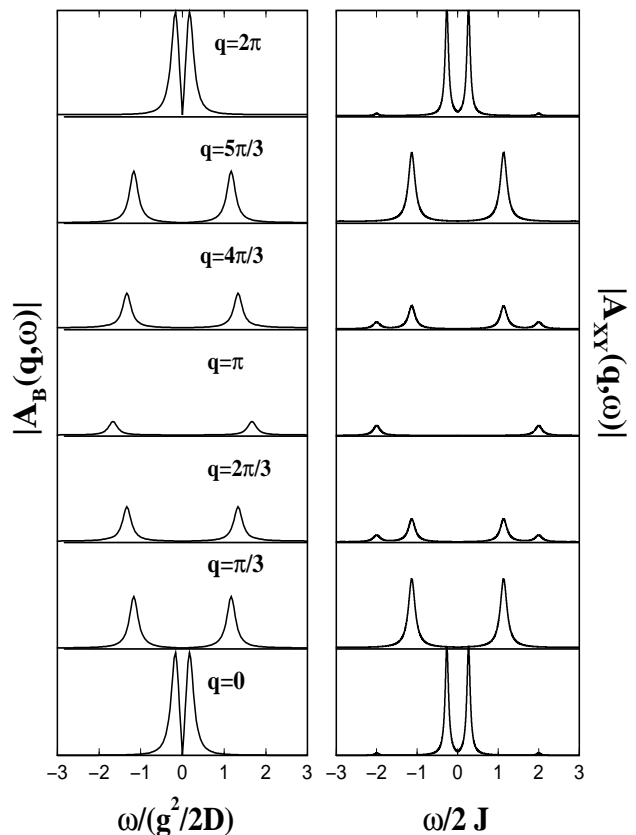 q=2π
q=5π/3
q=4π/3
q=π
q=2π/3
q=π/3
q=0
|A_B(q,ω)|
|A_XY(q,ω)|
−3 −2 −1 0 1 2 3
−3 −2 −1 0 1 2 3
ω/(g²/2D)
ω/2 J